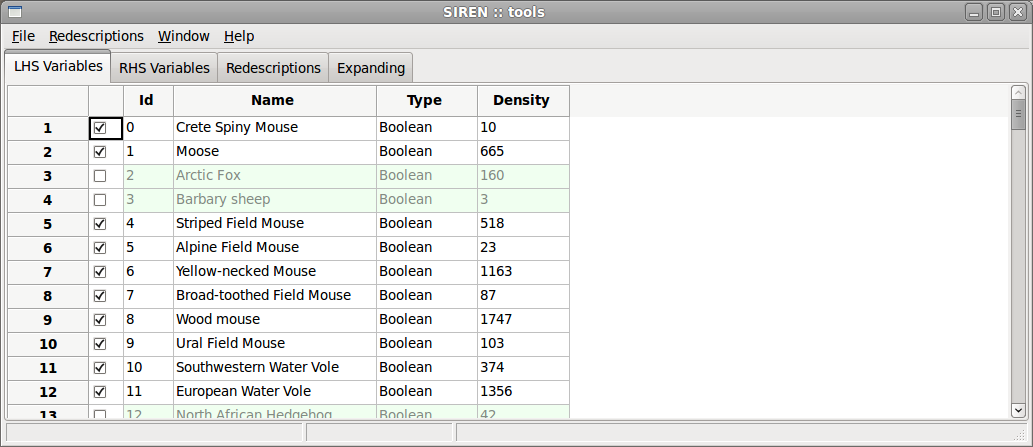 SIREN :: tools
File Redescriptions Window Help
LHS Variables RHS Variables Redescriptions Expanding
Id Name Type Density
1 0 Crete Spiny Mouse Boolean 10
2 1 Moose Boolean 665
3 2 Arctic Fox Boolean 160
4 3 Barbary sheep Boolean 3
5 4 Striped Field Mouse Boolean 518
6 5 Alpine Field Mouse Boolean 23
7 6 Yellow-necked Mouse Boolean 1163
8 7 Broad-toothed Field Mouse Boolean 87
9 8 Wood mouse Boolean 1747
10 9 Ural Field Mouse Boolean 103
11 10 Southwestern Water Vole Boolean 374
12 11 European Water Vole Boolean 1356
13 12 North African Hedgehog Boolean 42